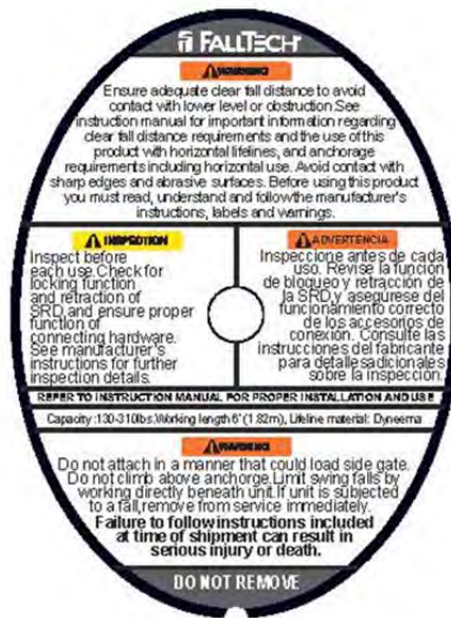 FALLTECH
WARNING
Ensure adequate clear fall distance to avoid
contact with lower level or obstruction.See
instruction manual for important information regarding
clear fall distance requirements and the use of this
product with horizontal lifelines, and anchorage
requirements including horizontal use. Avoid contact with
sharp edges and abrasive surfaces. Before using this product
you must read, understand and follow the manufacturer's
instructions, labels and warnings.
INSPECTION
Inspect before
each use.Check for
locking function
and retraction of
SRD,and ensure proper
function of
connecting hardware.
See manufacturer's
instructions for further
inspection details.
ADVERTENCIA
Inspeccione antes de cada
uso. Revise la función
de bloqueo y retracción de
la SRD,y asegurese del
funcionamiento correcto
de los accesorios de
conexión. Consulte las
instrucciones del fabricante
para detallesadicionales
sobre la inspección.
REFER TO INSTRUCTION MANUAL FOR PROPER INSTALLATION AND USE
Capacity :130-310lbs,Working length 6'(1.82m), Lifeline material: Dyneema
WARNING
Do not attach in a manner that could load side gate.
Do not climb above anchorge.Limit swing falls by
working directly beneath unit.If unit is subjected
to a fall,remove from service immediately.
Failure to follow instructions included
at time of shipment can result in
serious injury or death.
DO NOT REMOVE